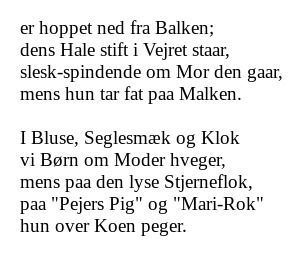 er hoppet ned fra Balken;
dens Hale stift i Vejret staar,
slesk-spindende om Mor den gaar,
mens hun tar fat paa Malken.

I Bluse, Seglesmæk og Klok
vi Børn om Moder hveger,
mens paa den lyse Stjerneflok,
paa "Pejers Pig" og "Mari-Rok"
hun over Koen peger.